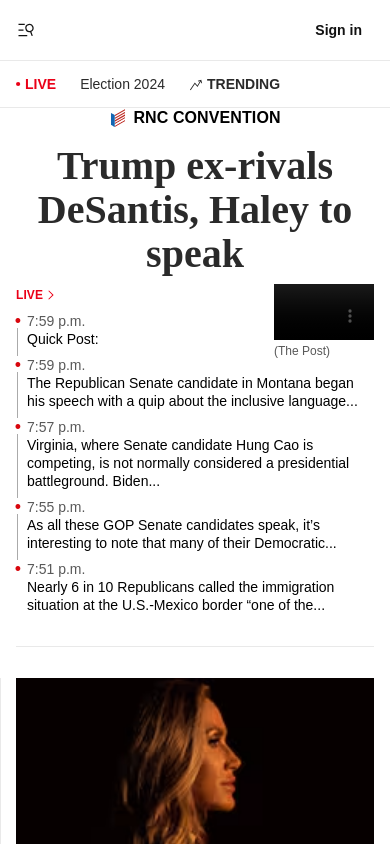 Sign in
LIVE
Election 2024
TRENDING
RNC CONVENTION
Trump ex-rivals
DeSantis, Haley to
speak
LIVE
(The Post)
7:59 p.m.
Quick Post:
7:59 p.m.
The Republican Senate candidate in Montana began
his speech with a quip about the inclusive language...
7:57 p.m.
Virginia, where Senate candidate Hung Cao is
competing, is not normally considered a presidential
battleground. Biden...
7:55 p.m.
As all these GOP Senate candidates speak, it’s
interesting to note that many of their Democratic...
7:51 p.m.
Nearly 6 in 10 Republicans called the immigration
situation at the U.S.-Mexico border “one of the...